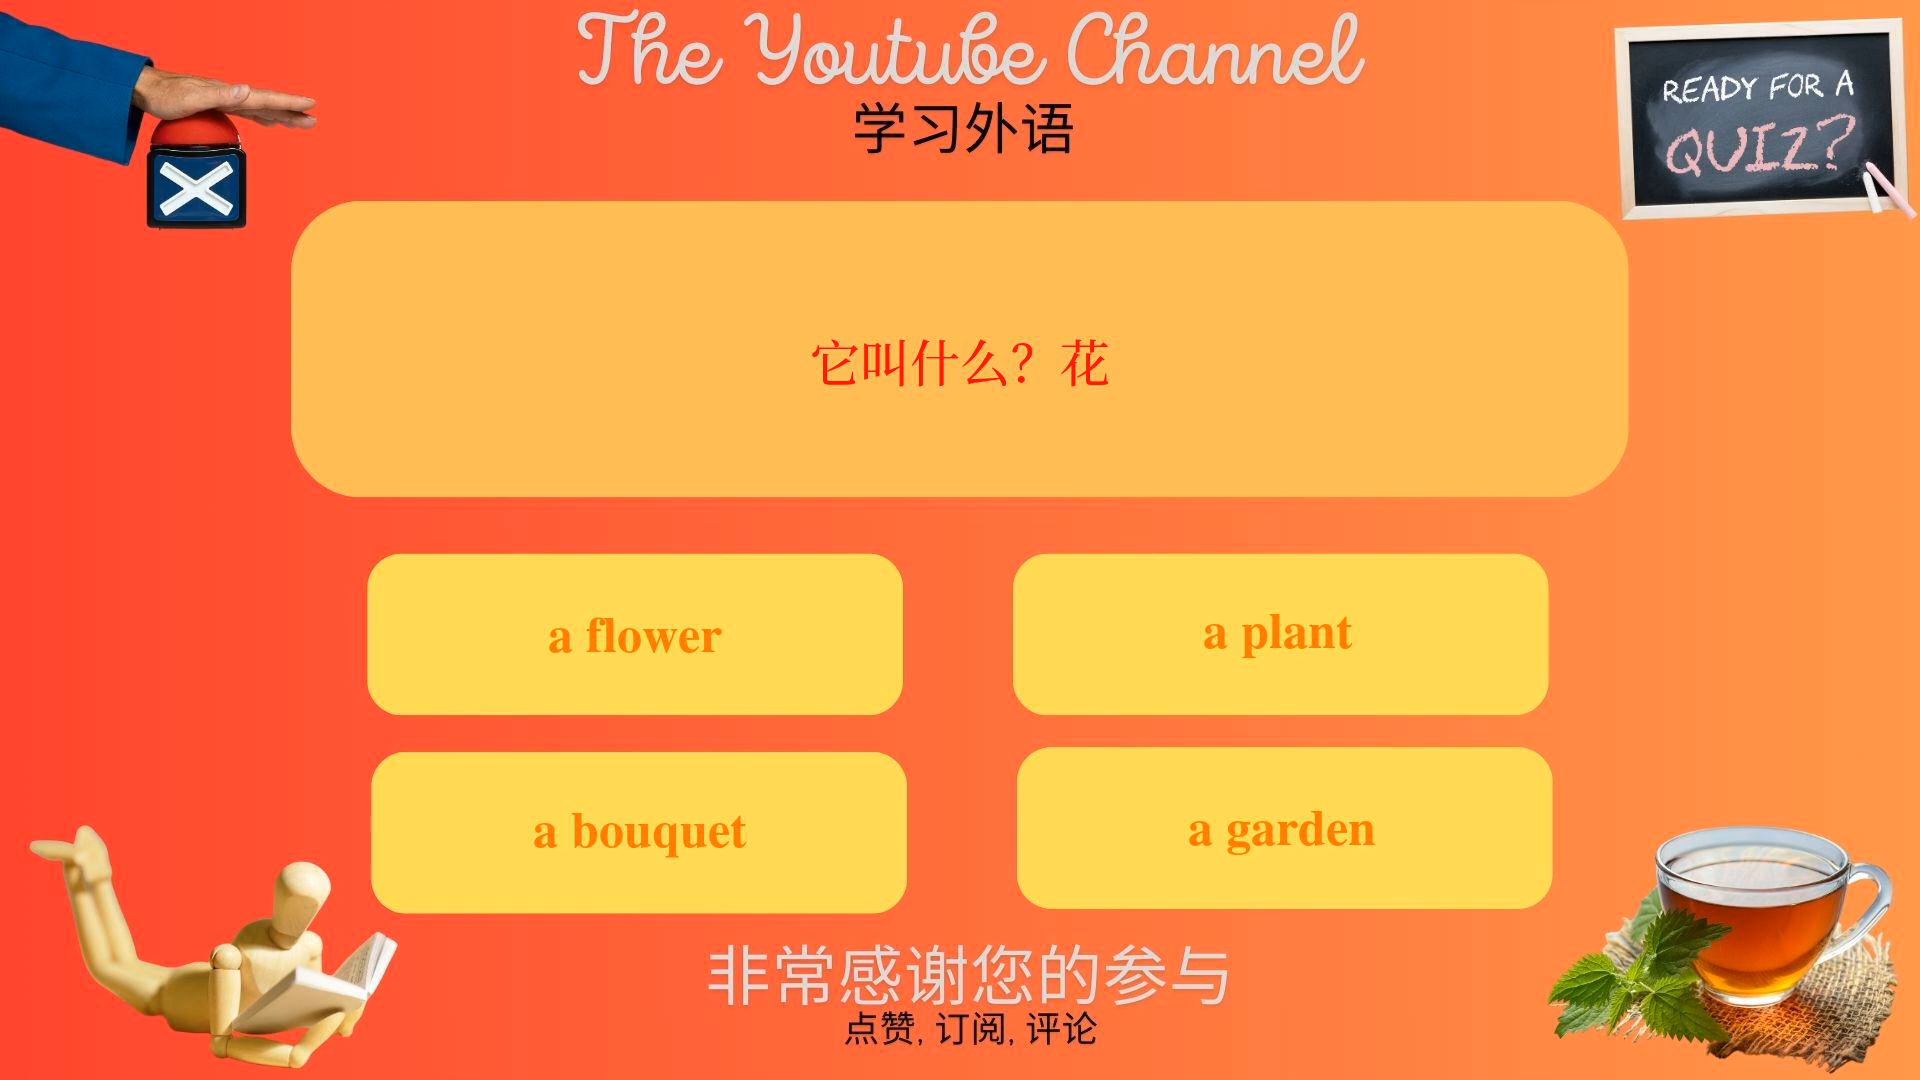 The Youtube Channel
学习外语
READY FOR A
QUIZ?
它叫什么？花
a flower
a plant
a bouquet
a garden
非常感谢您的参与
点赞, 订阅, 评论